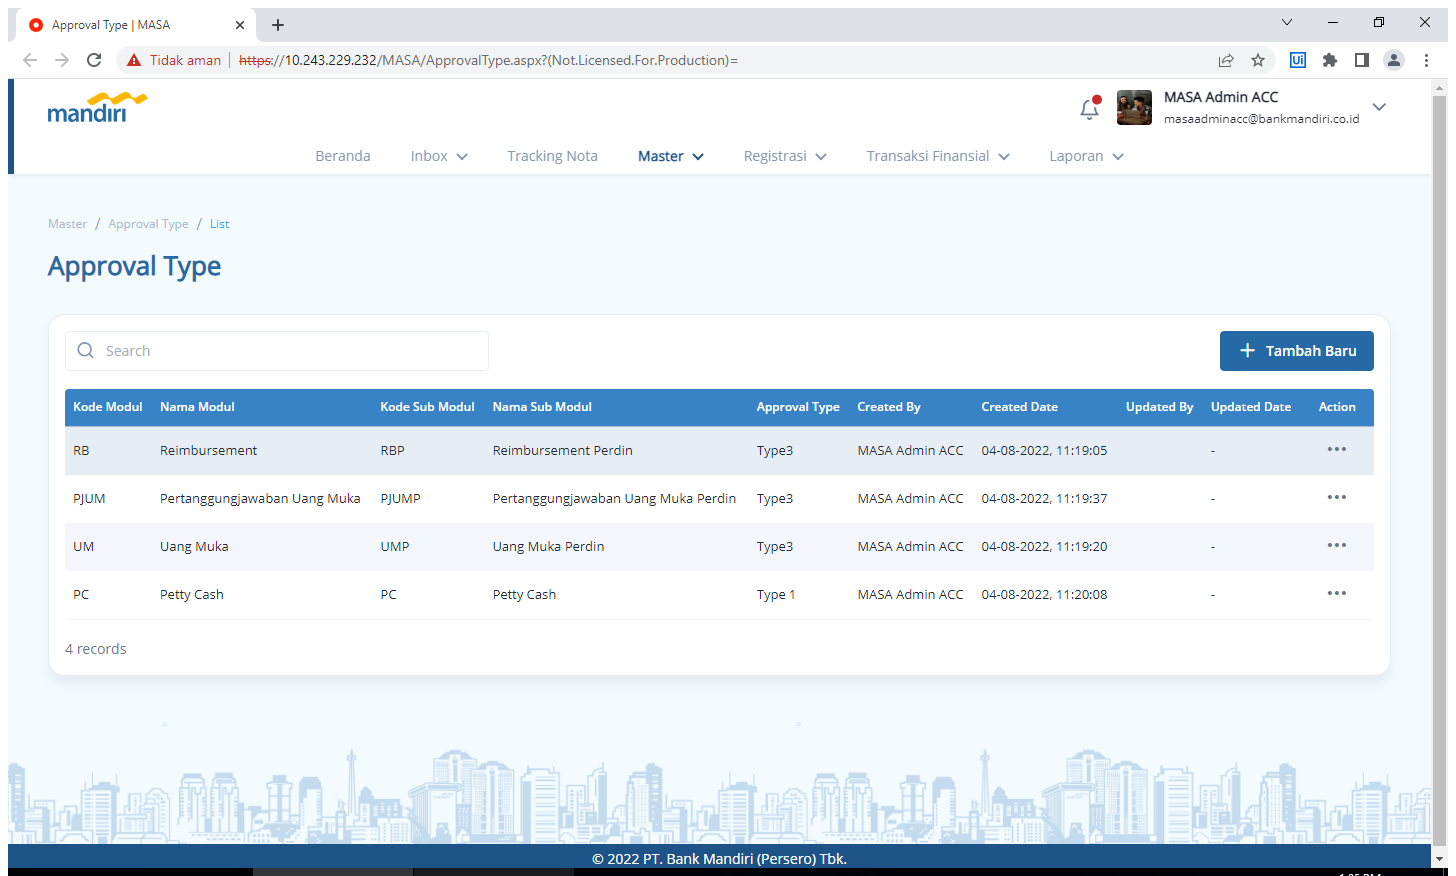 Approval Type | MASA
Tidak aman | https://10.243.229.232/MASA/ApprovalType.aspx?(Not.Licensed.For.Production)=
Ui
mandiri
MASA Admin ACC
masaadminacc@bankmandiri.co.id
Beranda Inbox Tracking Nota Master Registrasi Transaksi Finansial Laporan
Master / Approval Type / List
Approval Type
Search
+ Tambah Baru
Kode Modul Nama Modul Kode Sub Modul Nama Sub Modul Approval Type Created By Created Date Updated By Updated Date Action
RB Reimbursement RBP Reimbursement Perdin Type3 MASA Admin ACC 04-08-2022, 11:19:05 - •••
PJUM Pertanggungjawaban Uang Muka PJUMP Pertanggungjawaban Uang Muka Perdin Type3 MASA Admin ACC 04-08-2022, 11:19:37 - •••
UM Uang Muka UMP Uang Muka Perdin Type3 MASA Admin ACC 04-08-2022, 11:19:20 - •••
PC Petty Cash PC Petty Cash Type 1 MASA Admin ACC 04-08-2022, 11:20:08 - •••
4 records
© 2022 PT. Bank Mandiri (Persero) Tbk.